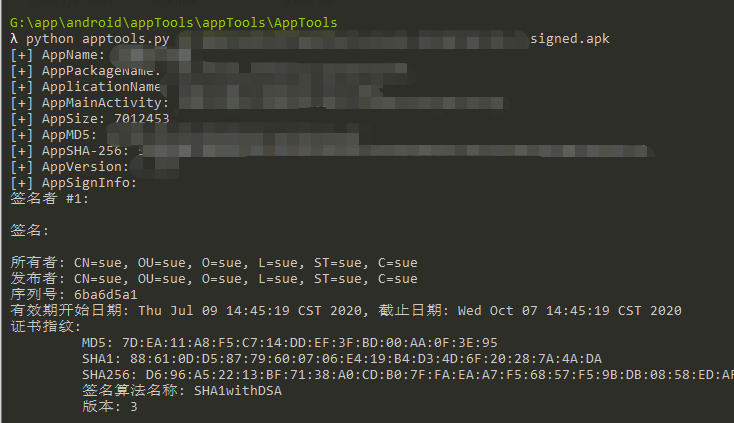 G:\app\android\appTools\appTools\AppTools
λ python apptools.py signed.apk
[+] AppName:
[+] AppPackageName:
[+] ApplicationName
[+] AppMainActivity:
[+] AppSize: 7012453
[+] AppMD5:
[+] AppSHA-256:
[+] AppVersion:
[+] AppSignInfo:
签名者 #1:
签名:
所有者: CN=sue, OU=sue, O=sue, L=sue, ST=sue, C=sue
发布者: CN=sue, OU=sue, O=sue, L=sue, ST=sue, C=sue
序列号: 6ba6d5a1
有效期开始日期: Thu Jul 09 14:45:19 CST 2020, 截止日期: Wed Oct 07 14:45:19 CST 2020
证书指纹:
MD5: 7D:EA:11:A8:F5:C7:14:DD:EF:3F:BD:00:AA:0F:3E:95
SHA1: 88:61:0D:D5:87:79:60:07:06:E4:19:B4:D3:4D:6F:20:28:7A:4A:DA
SHA256: D6:96:A5:22:13:BF:71:38:A0:CD:B0:7F:FA:EA:A7:F5:68:57:F5:9B:DB:08:58:ED:AF
签名算法名称: SHA1withDSA
版本: 3